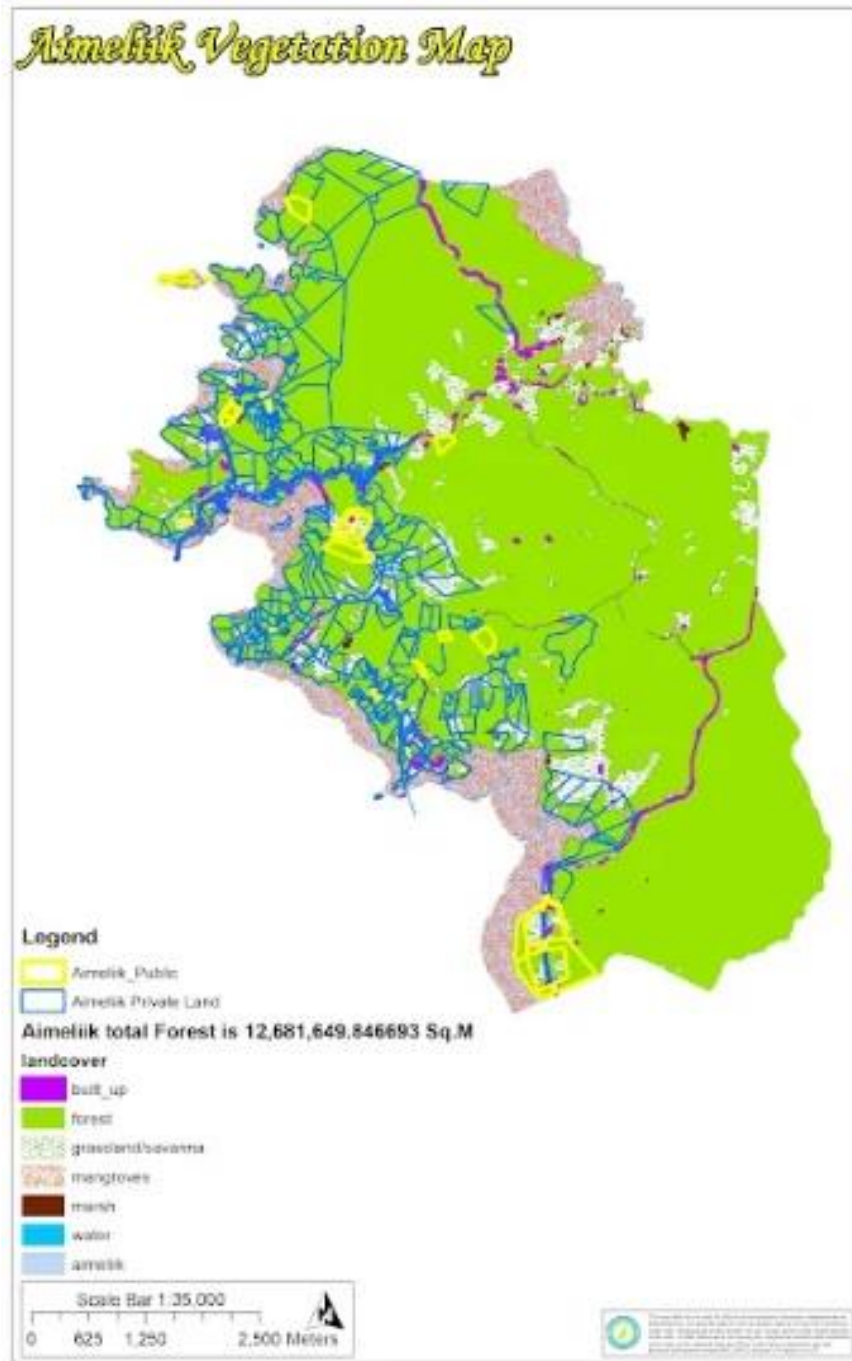 Aimeliik Vegetation Map
Legend
Aimeliik_Public
Aimeliik Private Land
Aimeliik total Forest is 12,681,649.846693 Sq.M
landcover
built_up
forest
grassland/savanna
mangroves
marsh
water
aimeliik
Scale Bar 1:35,000
0 625 1,250 2,500 Meters